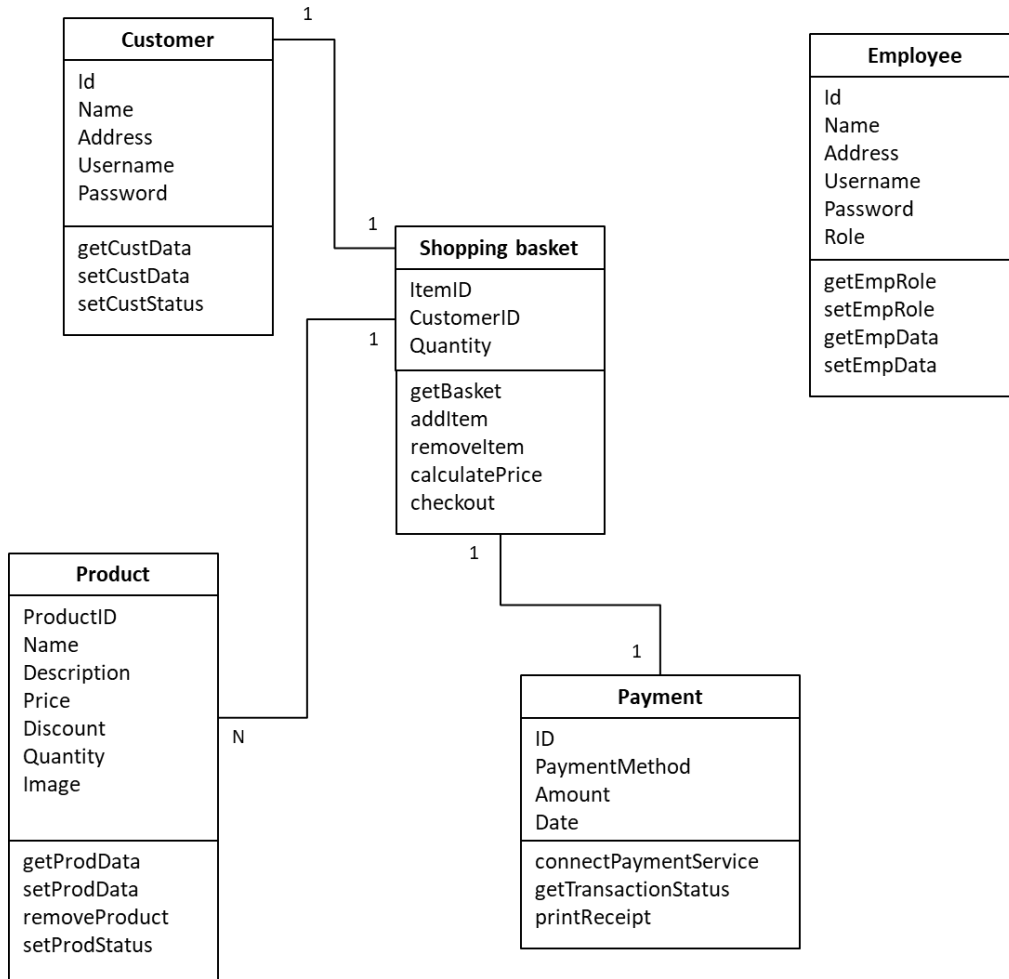 1
Customer
Id
Name
Address
Username
Password
getCustData
setCustData
setCustStatus
Employee
Id
Name
Address
Username
Password
Role
getEmpRole
setEmpRole
getEmpData
setEmpData
1
Shopping basket
ItemID
CustomerID
Quantity
1
getBasket
addItem
removeItem
calculatePrice
checkout
1
Product
ProductID
Name
Description
Price
Discount
Quantity
Image
N
getProdData
setProdData
removeProduct
setProdStatus
1
Payment
ID
PaymentMethod
Amount
Date
connectPaymentService
getTransactionStatus
printReceipt